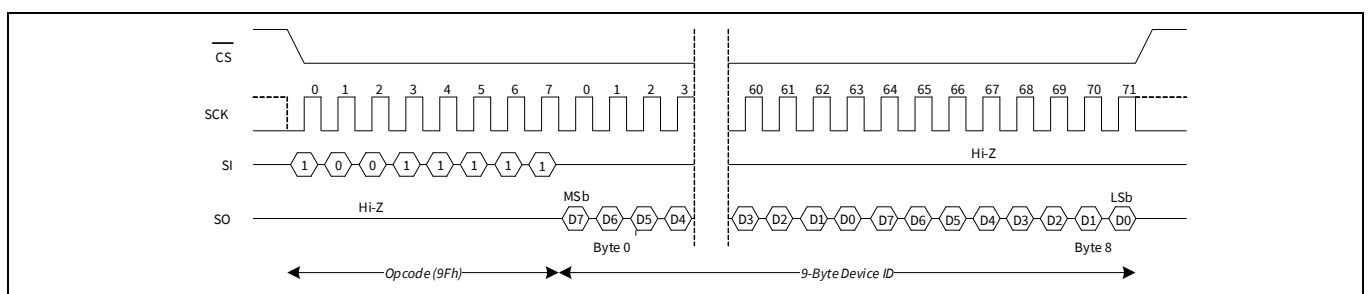 CS
0 1 2 3 4 5 6 7 0 1 2 3 60 61 62 63 64 65 66 67 68 69 70 71
SCK
Hi-Z
SI 1 0 0 1 1 1 1 1
MSb LSb
Hi-Z
SO D7 D6 D5 D4 D3 D2 D1 D0 D7 D6 D5 D4 D3 D2 D1 D0
Byte 0 Byte 8
Opcode (9Fh) 9-Byte Device ID